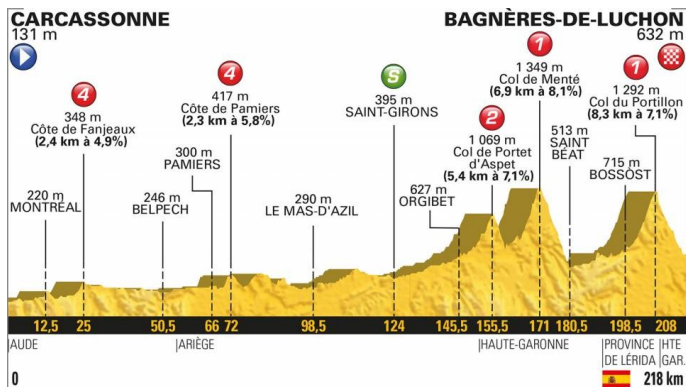 CARCASSONNE
131 m
BAGNÈRES-DE-LUCHON
632 m
4
348 m
Côte de Fanjeaux
(2,4 km à 4,9%)
4
417 m
Côte de Pamiers
(2,3 km à 5,8%)
S
395 m
SAINT-GIRONS
1
1 349 m
Col de Menté
(6,9 km à 8,1%)
1
1 292 m
Col du Portillon
(8,3 km à 7,1%)
2
1 069 m
Col de Portet
d'Aspet
(5,4 km à 7,1%)
513 m
SAINT
BÉAT
715 m
BOSSOST
220 m
MONTRÉAL
246 m
BELPECH
300 m
PAMIERS
290 m
LE MAS-D'AZIL
627 m
ORGIBET
12,5 25 50,5 66 72 98,5 124 145,5 155,5 171 180,5 198,5 208
AUDE
ARIÈGE
HAUTE-GARONNE
PROVINCE
DE LÉRIDA
HTE
GAR.
0
218 km